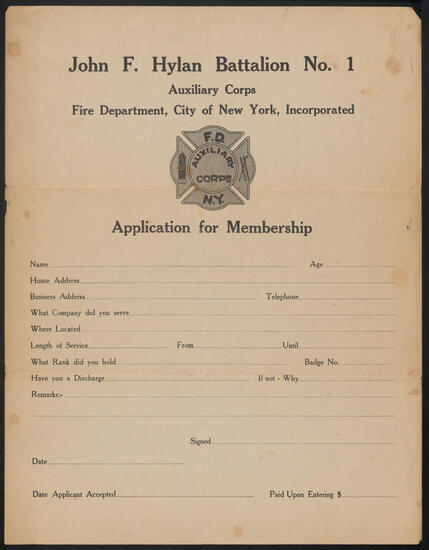 John F. Hylan Battalion No. 1
Auxiliary Corps
Fire Department, City of New York, Incorporated
F.D.
AUXILIARY
CORPS
N.Y.
Application for Membership
Name Age
Home Address
Business Address Telephone
What Company did you serve
Where Located
Length of Service From Until
What Rank did you hold Badge No.
Have you a Discharge If not - Why
Remarks:-
Signed
Date
Date Applicant Accepted Paid Upon Entering $